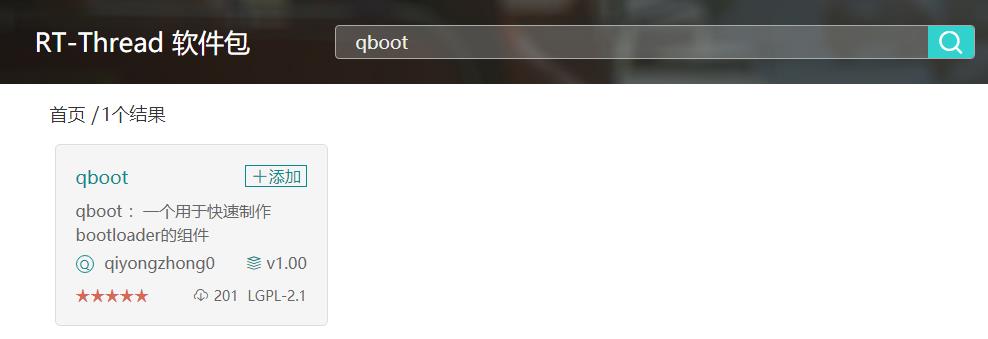 RT-Thread 软件包
qboot
首页 /1个结果
qboot
＋添加
qboot ：一个用于快速制作
bootloader的组件
qiyongzhong0
v1.00
201 LGPL-2.1